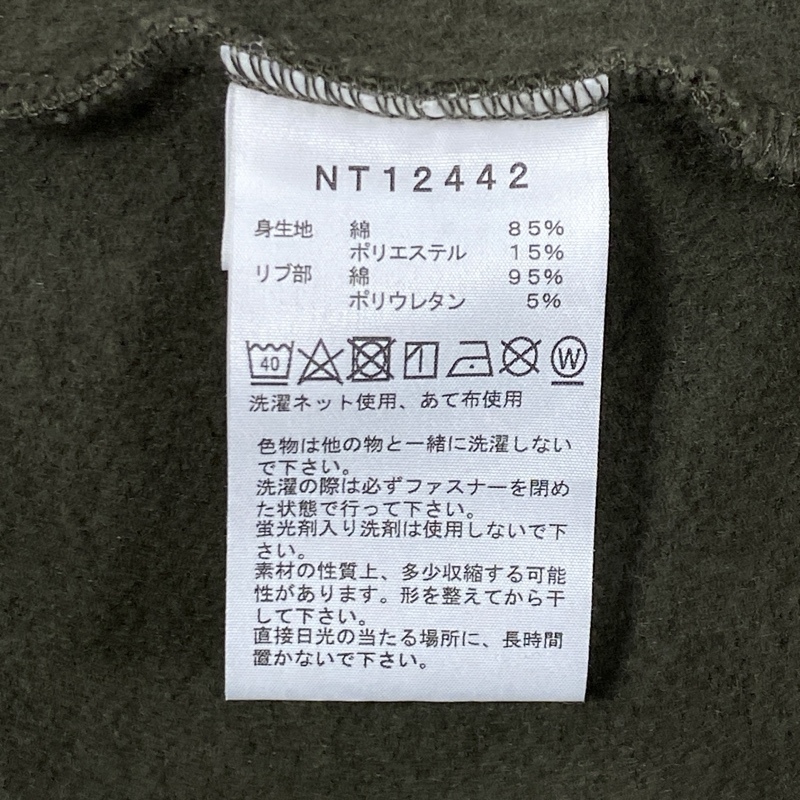 NT12442
身生地 綿 85%
ポリエステル 15%
リブ部 綿 95%
ポリウレタン 5%
40 W
洗濯ネット使用、あて布使用
色物は他の物と一緒に洗濯しない
で下さい。
洗濯の際は必ずファスナーを閉め
た状態で行って下さい。
蛍光剤入り洗剤は使用しないで下
さい。
素材の性質上、多少収縮する可能
性があります。形を整えてから干
して下さい。
直接日光の当たる場所に、長時間
置かないで下さい。